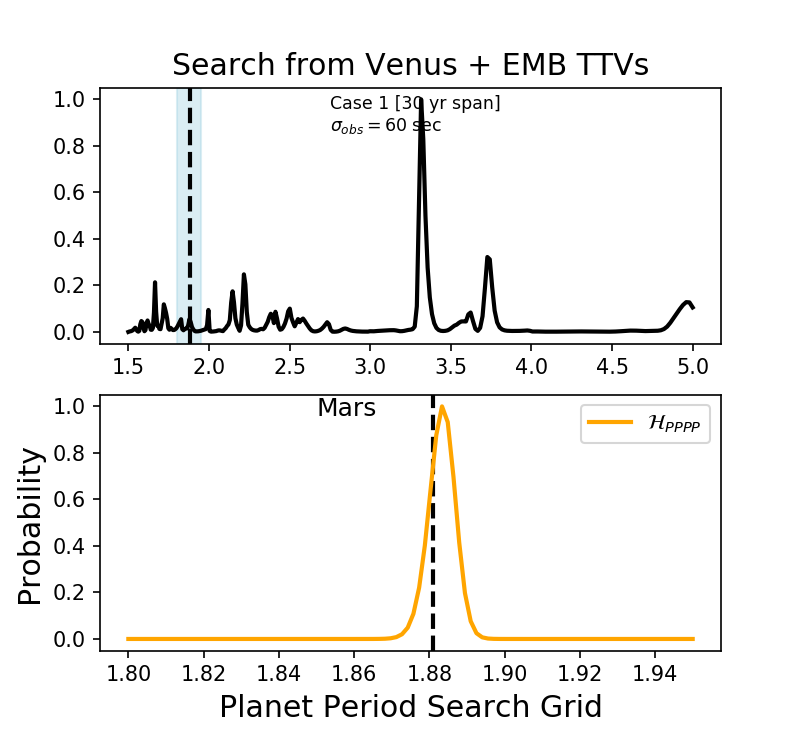 Search from Venus + EMB TTVs
Case 1 [30 yr span]
σ_obs = 60 sec
1.0
0.8
0.6
0.4
0.2
0.0
1.5 2.0 2.5 3.0 3.5 4.0 4.5 5.0
Mars
ℋ_PPPP
1.0
0.8
0.6
0.4
0.2
0.0
Probability
1.80 1.82 1.84 1.86 1.88 1.90 1.92 1.94
Planet Period Search Grid